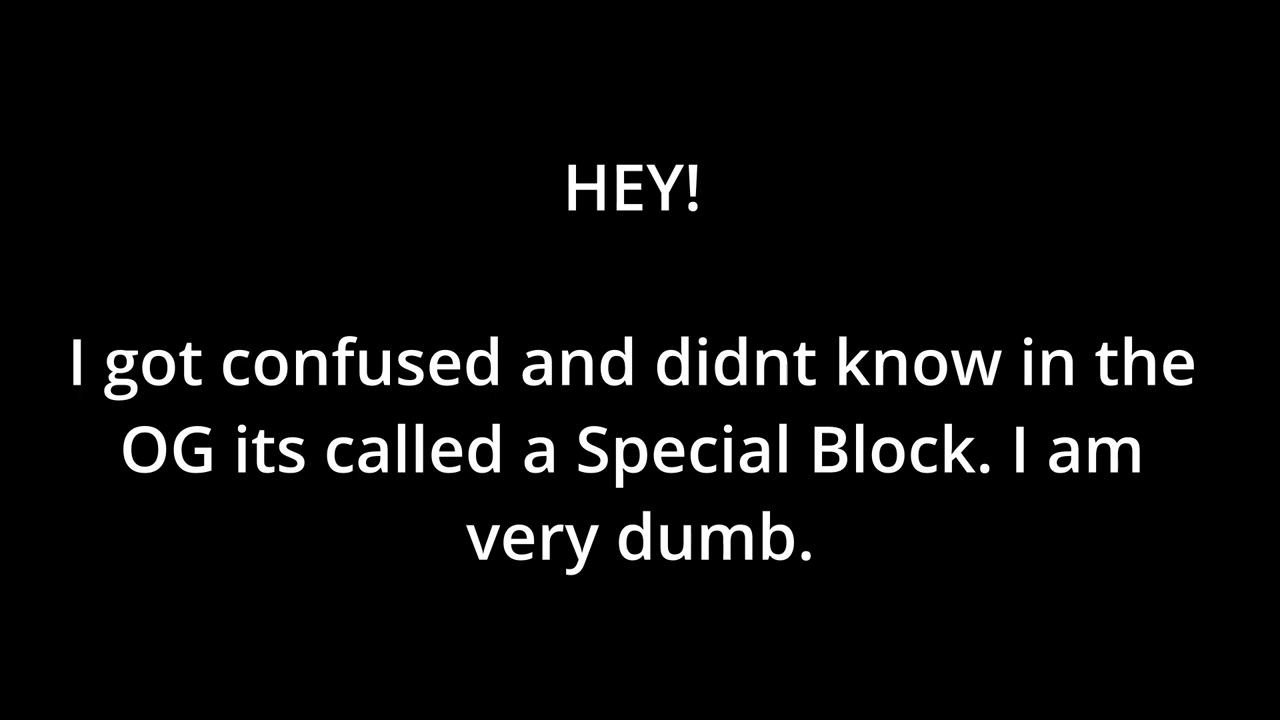 HEY!
I got confused and didnt know in the
OG its called a Special Block. I am
very dumb.